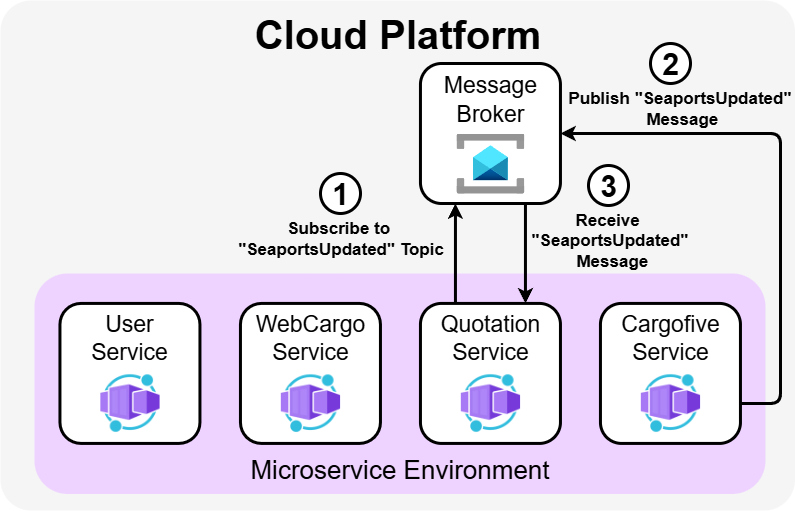 Cloud Platform
Message
Broker
2
Publish "SeaportsUpdated"
Message
1
Subscribe to
"SeaportsUpdated" Topic
3
Receive
"SeaportsUpdated"
Message
User
Service
WebCargo
Service
Quotation
Service
Cargofive
Service
Microservice Environment